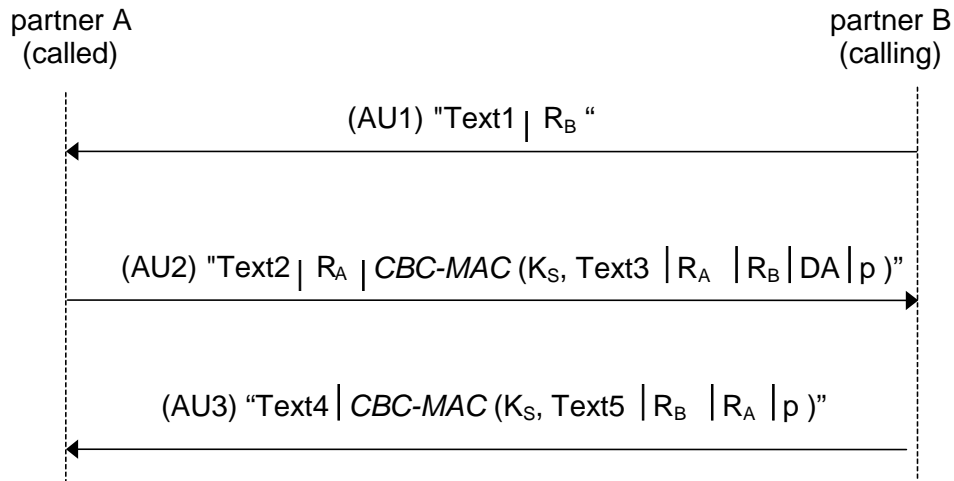 partner A
(called)
partner B
(calling)
(AU1) "Text1 | R_B “
(AU2) "Text2 | R_A | CBC-MAC (K_S, Text3 | R_A | R_B | DA | p )”
(AU3) “Text4 | CBC-MAC (K_S, Text5 | R_B | R_A | p )”